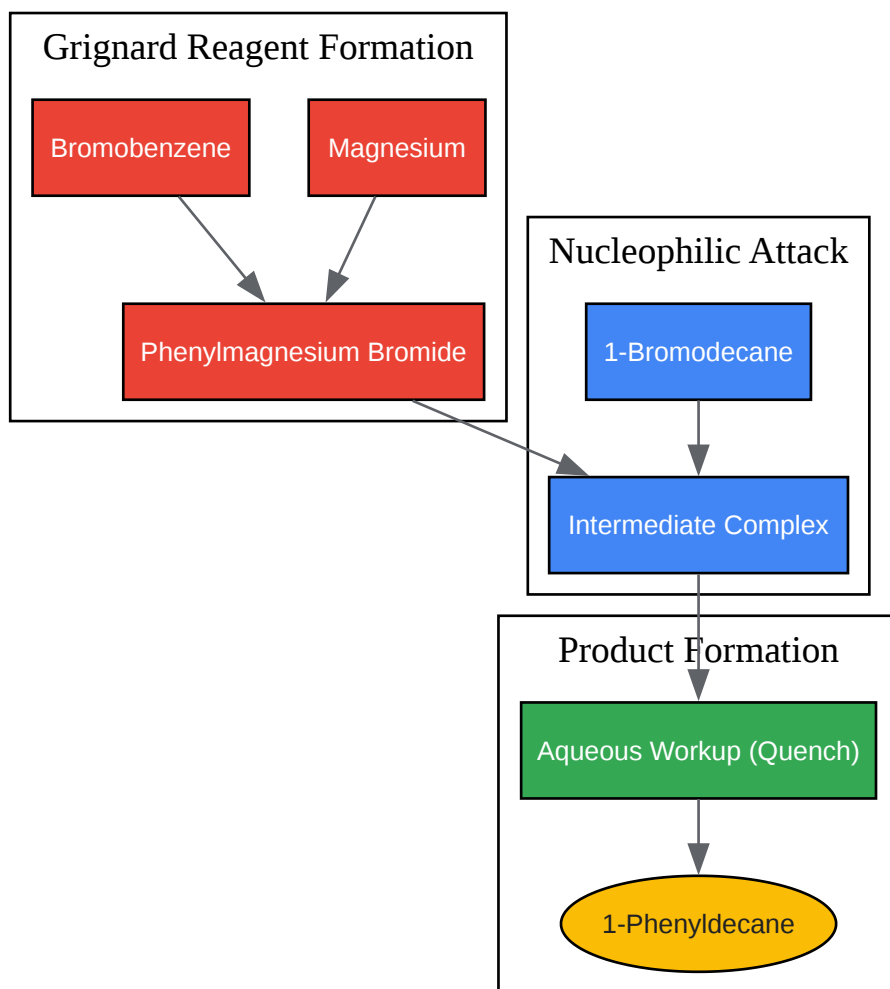 Grignard Reagent Formation
Bromobenzene
Magnesium
Phenylmagnesium Bromide
Nucleophilic Attack
1-Bromodecane
Intermediate Complex
Product Formation
Aqueous Workup (Quench)
1-Phenyldecane